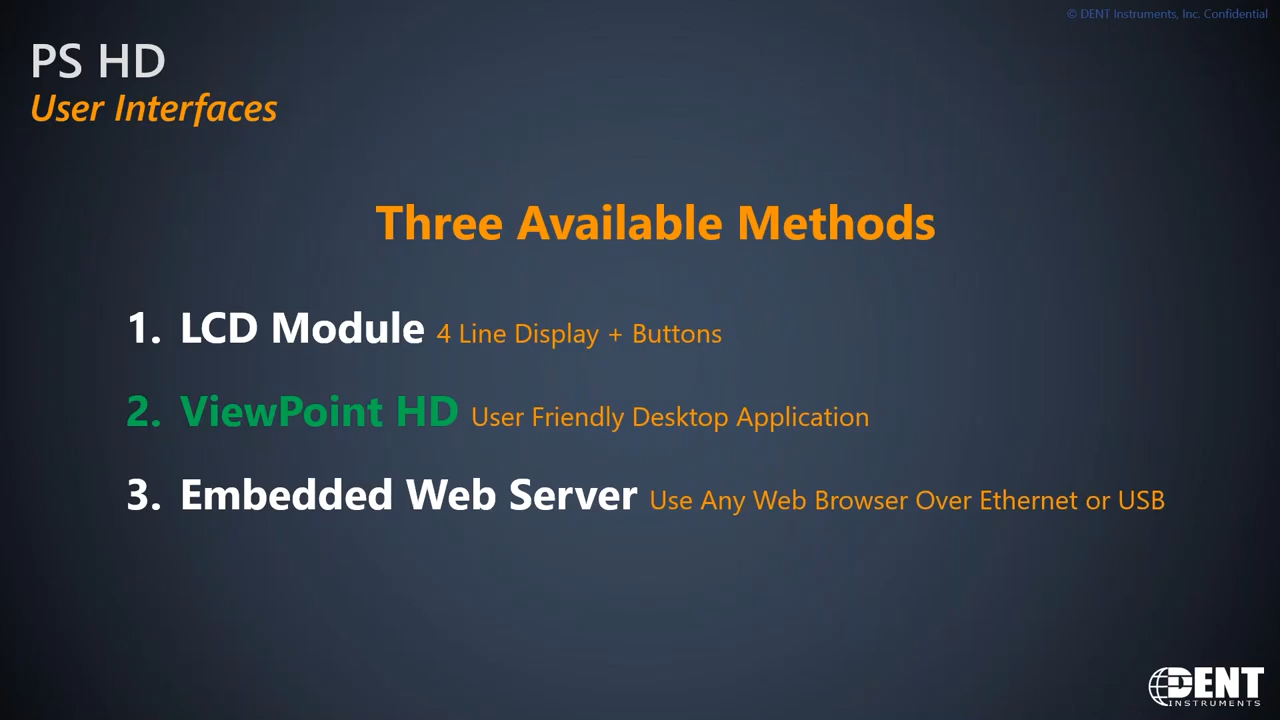 © DENT Instruments, Inc. Confidential
PS HD
User Interfaces
Three Available Methods
1. LCD Module 4 Line Display + Buttons
2. ViewPoint HD User Friendly Desktop Application
3. Embedded Web Server Use Any Web Browser Over Ethernet or USB
DENT
INSTRUMENTS